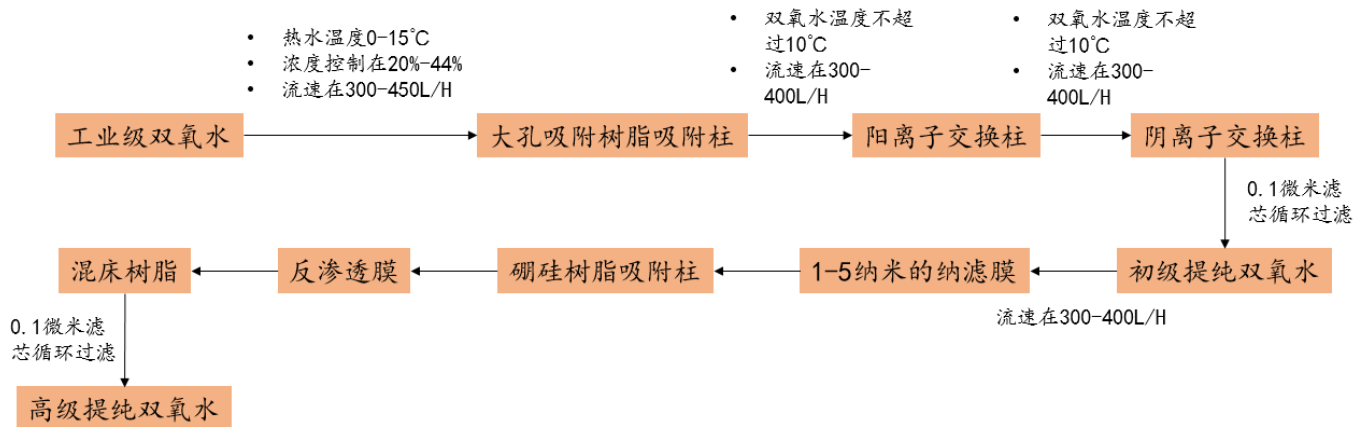 • 热水温度0-15℃
• 浓度控制在20%-44%
• 流速在300-450L/H
• 双氧水温度不超
过10℃
• 流速在300-
400L/H
• 双氧水温度不超
过10℃
• 流速在300-
400L/H
工业级双氧水
大孔吸附树脂吸附柱
阳离子交换柱
阴离子交换柱
0.1微米滤
芯循环过滤
混床树脂
反渗透膜
硼硅树脂吸附柱
1-5纳米的纳滤膜
初级提纯双氧水
流速在300-400L/H
0.1微米滤
芯循环过滤
高级提纯双氧水